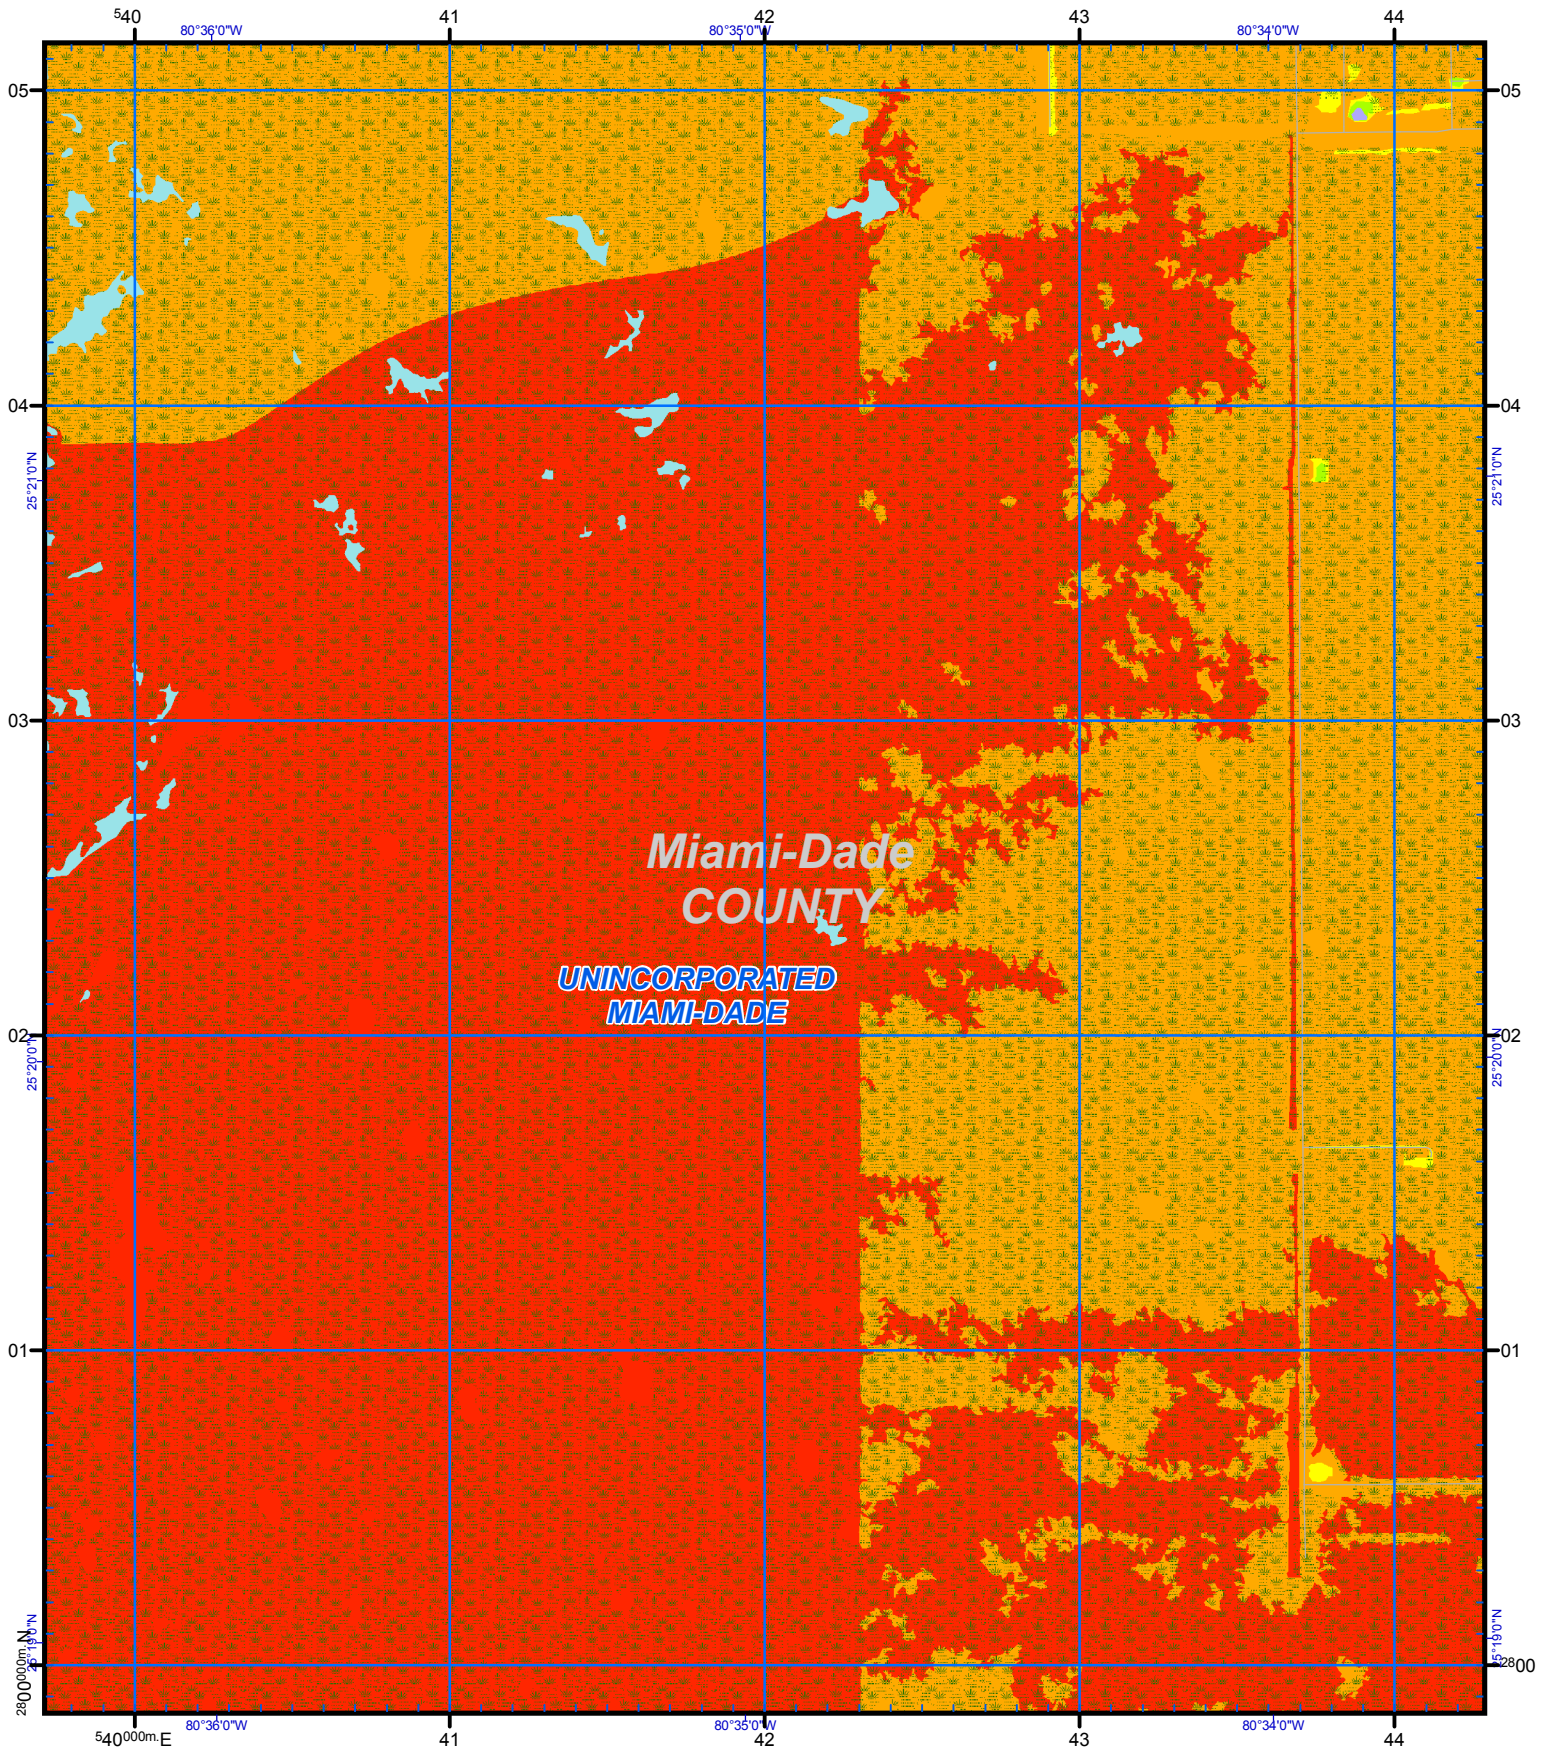 ⁵40 41 42 43 44
80°36'0"W 80°35'0"W 80°34'0"W
05 05
04 04
25°21'0"N 25°21'0"N
03 03
Miami-Dade
COUNTY
UNINCORPORATED
MIAMI-DADE
02 02
25°20'0"N 25°20'0"N
01 01
25°19'0"N 25°19'0"N
²⁸00⁰⁰⁰ᵐ·N ²⁸00
80°36'0"W 80°35'0"W 80°34'0"W
⁵40⁰⁰⁰ᵐ·E 41 42 43 44